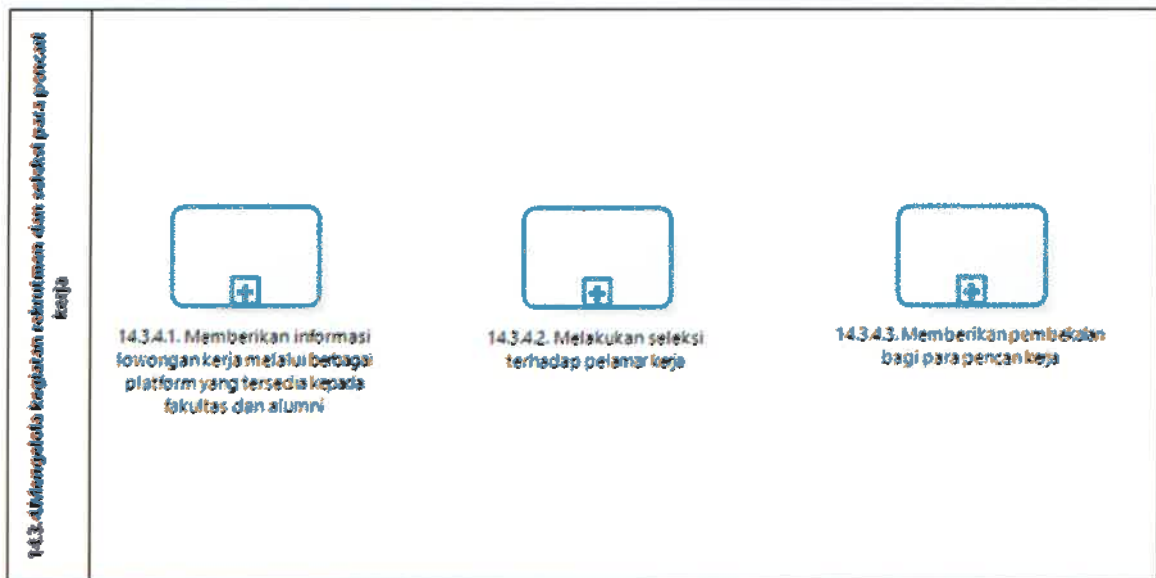 14.3.4 Mengelola kegiatan rekrutmen dan seleksi para pencari
kerja
14.3.4.1. Memberikan informasi
lowongan kerja melalui berbagai
platform yang tersedia kepada
fakultas dan alumni
14.3.4.2. Melakukan seleksi
terhadap pelamar kerja
14.3.4.3. Memberikan pembekalan
bagi para pencari kerja